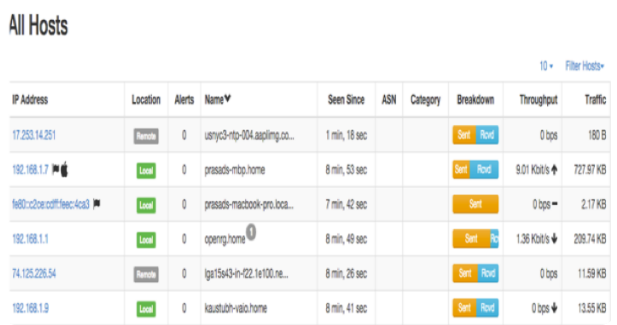 All Hosts
10 Filter Hosts
IP Address Location Alerts Name Seen Since ASN Category Breakdown Throughput Traffic
17.253.14.251 Remote 0 usnyc3-ntp-004.aaplimg.co... 1 min, 18 sec Sent Rcvd 0 bps 180 B
192.168.1.7 Local 0 prasads-mbp.home 8 min, 53 sec Sent Rcvd 9.01 Kbit/s 727.97 KB
fe80::c2ce:cdff:feec:4ca3 Local 0 prasads-macbook-pro.loca... 7 min, 42 sec Sent 0 bps 2.17 KB
192.168.1.1 Local 0 openrg.home 1 8 min, 49 sec Sent Rc 1.36 Kbit/s 209.74 KB
74.125.226.54 Remote 0 lga15s43-in-f22.1e100.ne... 8 min, 26 sec Sent Rcvd 0 bps 11.59 KB
192.168.1.9 Local 0 kaustubh-vaio.home 8 min, 41 sec Sent Rcvd 0 bps 13.55 KB